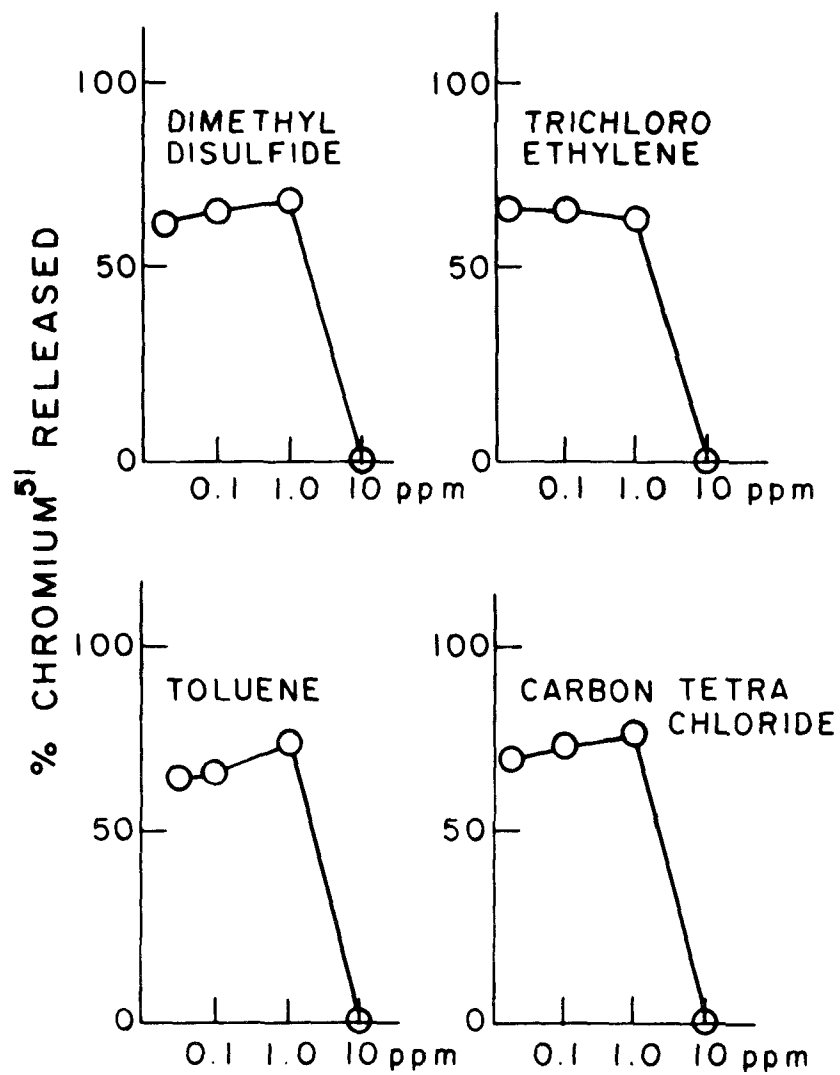 % CHROMIUM⁵¹ RELEASED
100
50
0
DIMETHYL
DISULFIDE
0.1 1.0 10 ppm
100
50
0
TRICHLORO
ETHYLENE
0.1 1.0 10 ppm
100
50
0
TOLUENE
0.1 1.0 10 ppm
100
50
0
CARBON TETRA
CHLORIDE
0.1 1.0 10 ppm